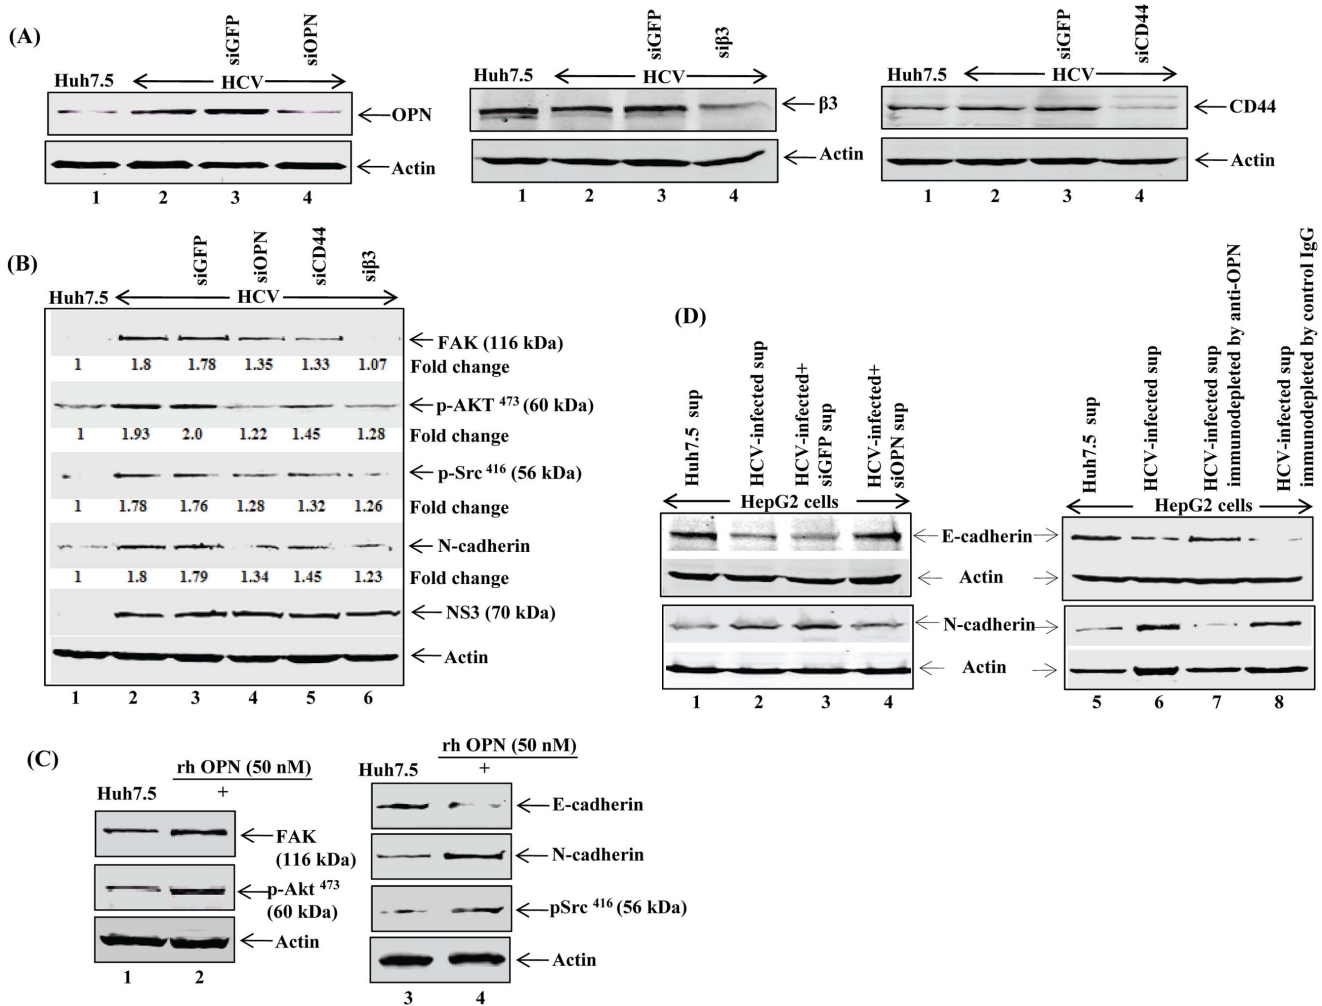 (A)
siGFP
siOPN
Huh7.5
HCV
OPN
Actin
1 2 3 4
siGFP
siβ3
Huh7.5
HCV
β3
Actin
1 2 3 4
siGFP
siCD44
Huh7.5
HCV
CD44
Actin
1 2 3 4
(B)
siGFP
siOPN
siCD44
siβ3
Huh7.5
HCV
FAK (116 kDa)
1 1.8 1.78 1.35 1.33 1.07 Fold change
p-AKT 473 (60 kDa)
1 1.93 2.0 1.22 1.45 1.28 Fold change
p-Src 416 (56 kDa)
1 1.78 1.76 1.28 1.32 1.26 Fold change
N-cadherin
1 1.8 1.79 1.34 1.45 1.23 Fold change
NS3 (70 kDa)
Actin
1 2 3 4 5 6
(D)
Huh7.5 sup
HCV-infected sup
HCV-infected+
siGFP sup
HCV-infected+
siOPN sup
HepG2 cells
Huh7.5 sup
HCV-infected sup
HCV-infected sup
immunodepleted by anti-OPN
HCV-infected sup
immunodepleted by control IgG
HepG2 cells
E-cadherin
Actin
N-cadherin
Actin
1 2 3 4
5 6 7 8
(C)
rh OPN (50 nM)
Huh7.5 +
FAK
(116 kDa)
p-Akt 473
(60 kDa)
Actin
1 2
rh OPN (50 nM)
Huh7.5 +
E-cadherin
N-cadherin
pSrc 416 (56 kDa)
Actin
3 4